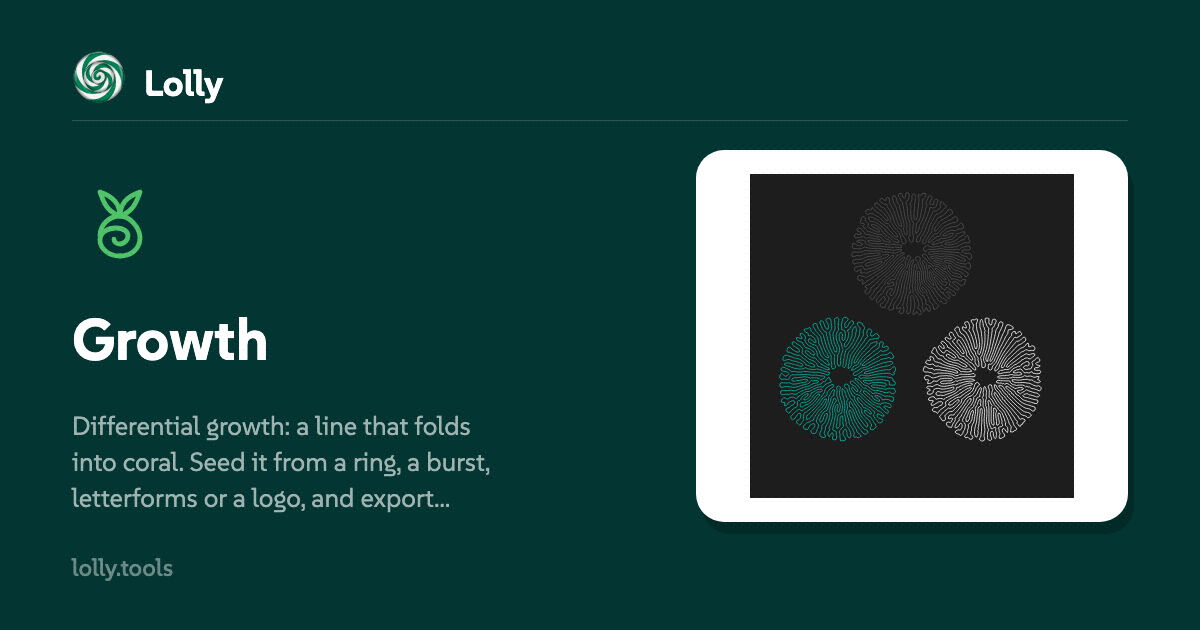 Lolly
Growth
Differential growth: a line that folds
into coral. Seed it from a ring, a burst,
letterforms or a logo, and export...
lolly.tools